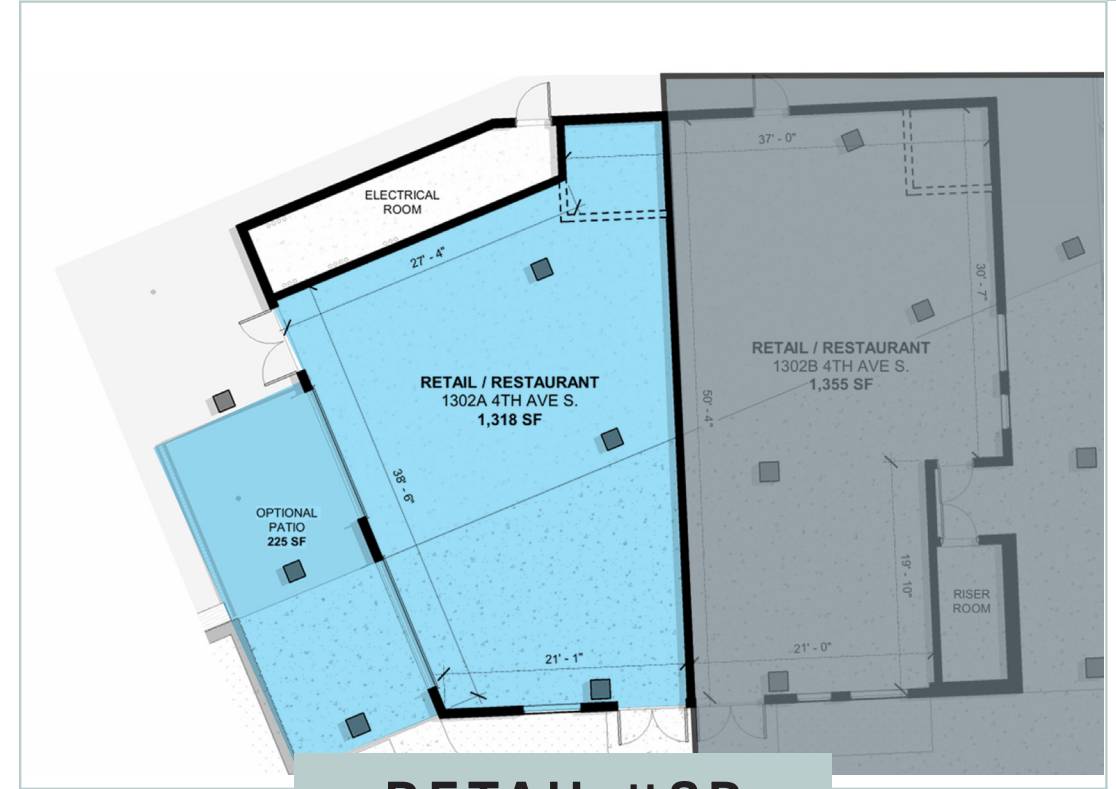 37' - 0"
ELECTRICAL
ROOM
27' - 4"
30' - 7"
RETAIL / RESTAURANT
1302A 4TH AVE S.
1,318 SF
RETAIL / RESTAURANT
1302B 4TH AVE S.
1,355 SF
50' - 4"
38' - 6"
OPTIONAL
PATIO
225 SF
19' - 10"
RISER
ROOM
21' - 1"
21' - 0"
RETAIL